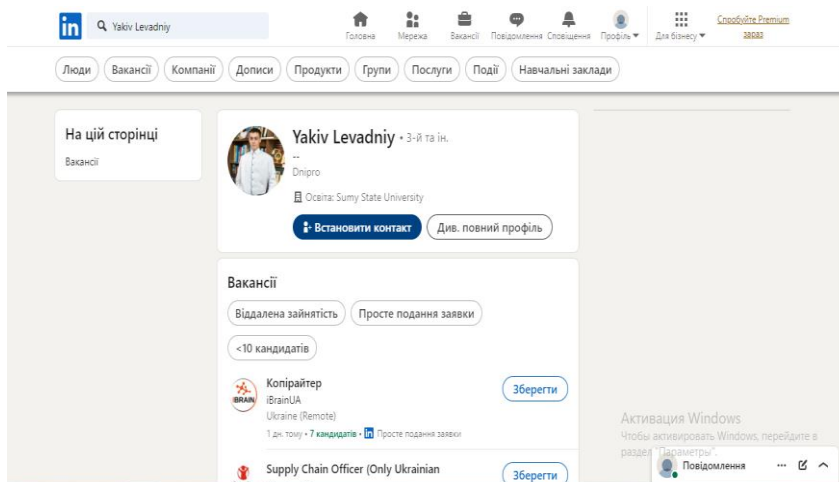 in
Yakiv Levadniy
Головна
Мережа
Вакансії
Повідомлення
Сповіщення
Профіль
Для бізнесу
Спробуйте Premium
зараз
Люди
Вакансії
Компанії
Дописи
Продукти
Групи
Послуги
Події
Навчальні заклади
На цій сторінці
Вакансії
Yakiv Levadniy • 3-й та ін.
--
Dnipro
Освіта: Sumy State University
Встановити контакт
Див. повний профіль
Вакансії
Віддалена зайнятість
Просте подання заявки
<10 кандидатів
Копірайтер
Зберегти
IBRAIN
iBrainUA
Ukraine (Remote)
1 дн. тому • 7 кандидатів • in Просте подання заявки
Supply Chain Officer (Only Ukrainian
Зберегти
Активация Windows
Чтобы активировать Windows, перейдите в
раздел "Параметры".
Повідомлення